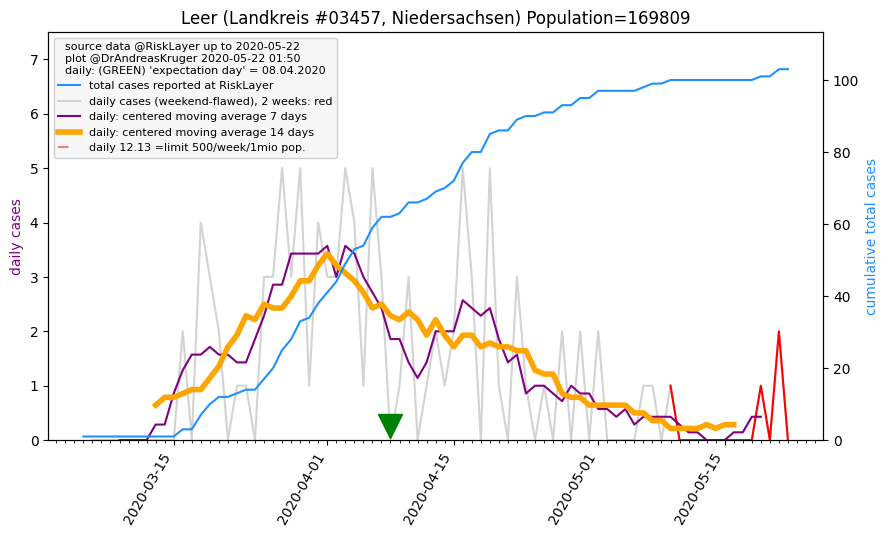 Leer (Landkreis #03457, Niedersachsen) Population=169809
source data @RiskLayer up to 2020-05-22
plot @DrAndreasKruger 2020-05-22 01:50
daily: (GREEN) 'expectation day' = 08.04.2020
total cases reported at RiskLayer
daily cases (weekend-flawed), 2 weeks: red
daily: centered moving average 7 days
daily: centered moving average 14 days
daily 12.13 =limit 500/week/1mio pop.
daily cases
7
6
5
4
3
2
1
0
cumulative total cases
100
80
60
40
20
0
2020-03-15
2020-04-01
2020-04-15
2020-05-01
2020-05-15